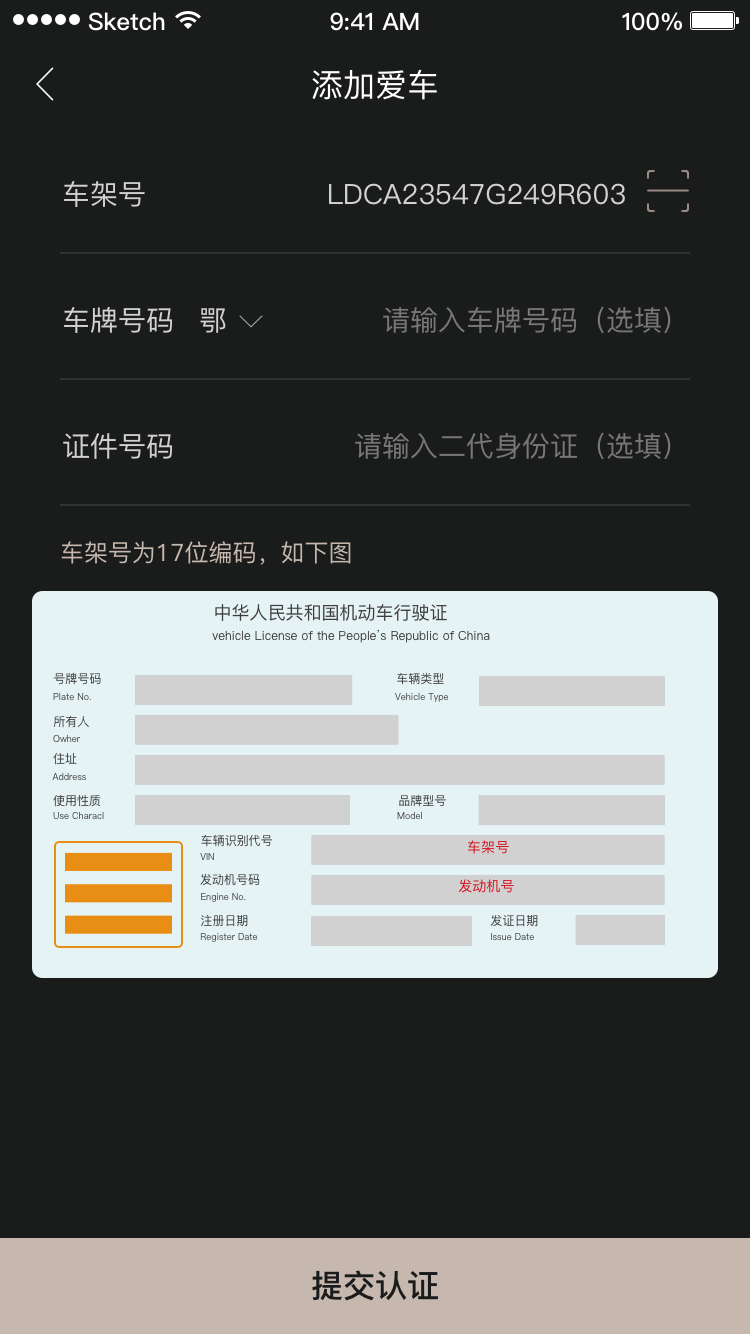 Sketch 9:41 AM 100%
添加爱车
车架号 LDCA23547G249R603
车牌号码 鄂 请输入车牌号码（选填）
证件号码 请输入二代身份证（选填）
车架号为17位编码，如下图
中华人民共和国机动车行驶证
vehicle License of the People's Republic of China
号牌号码 车辆类型
Plate No. Vehicle Type
所有人
Owher
住址
Address
使用性质 品牌型号
Use Characl Model
车辆识别代号 车架号
VIN
发动机号码 发动机号
Engine No.
注册日期 发证日期
Register Date Issue Date
提交认证